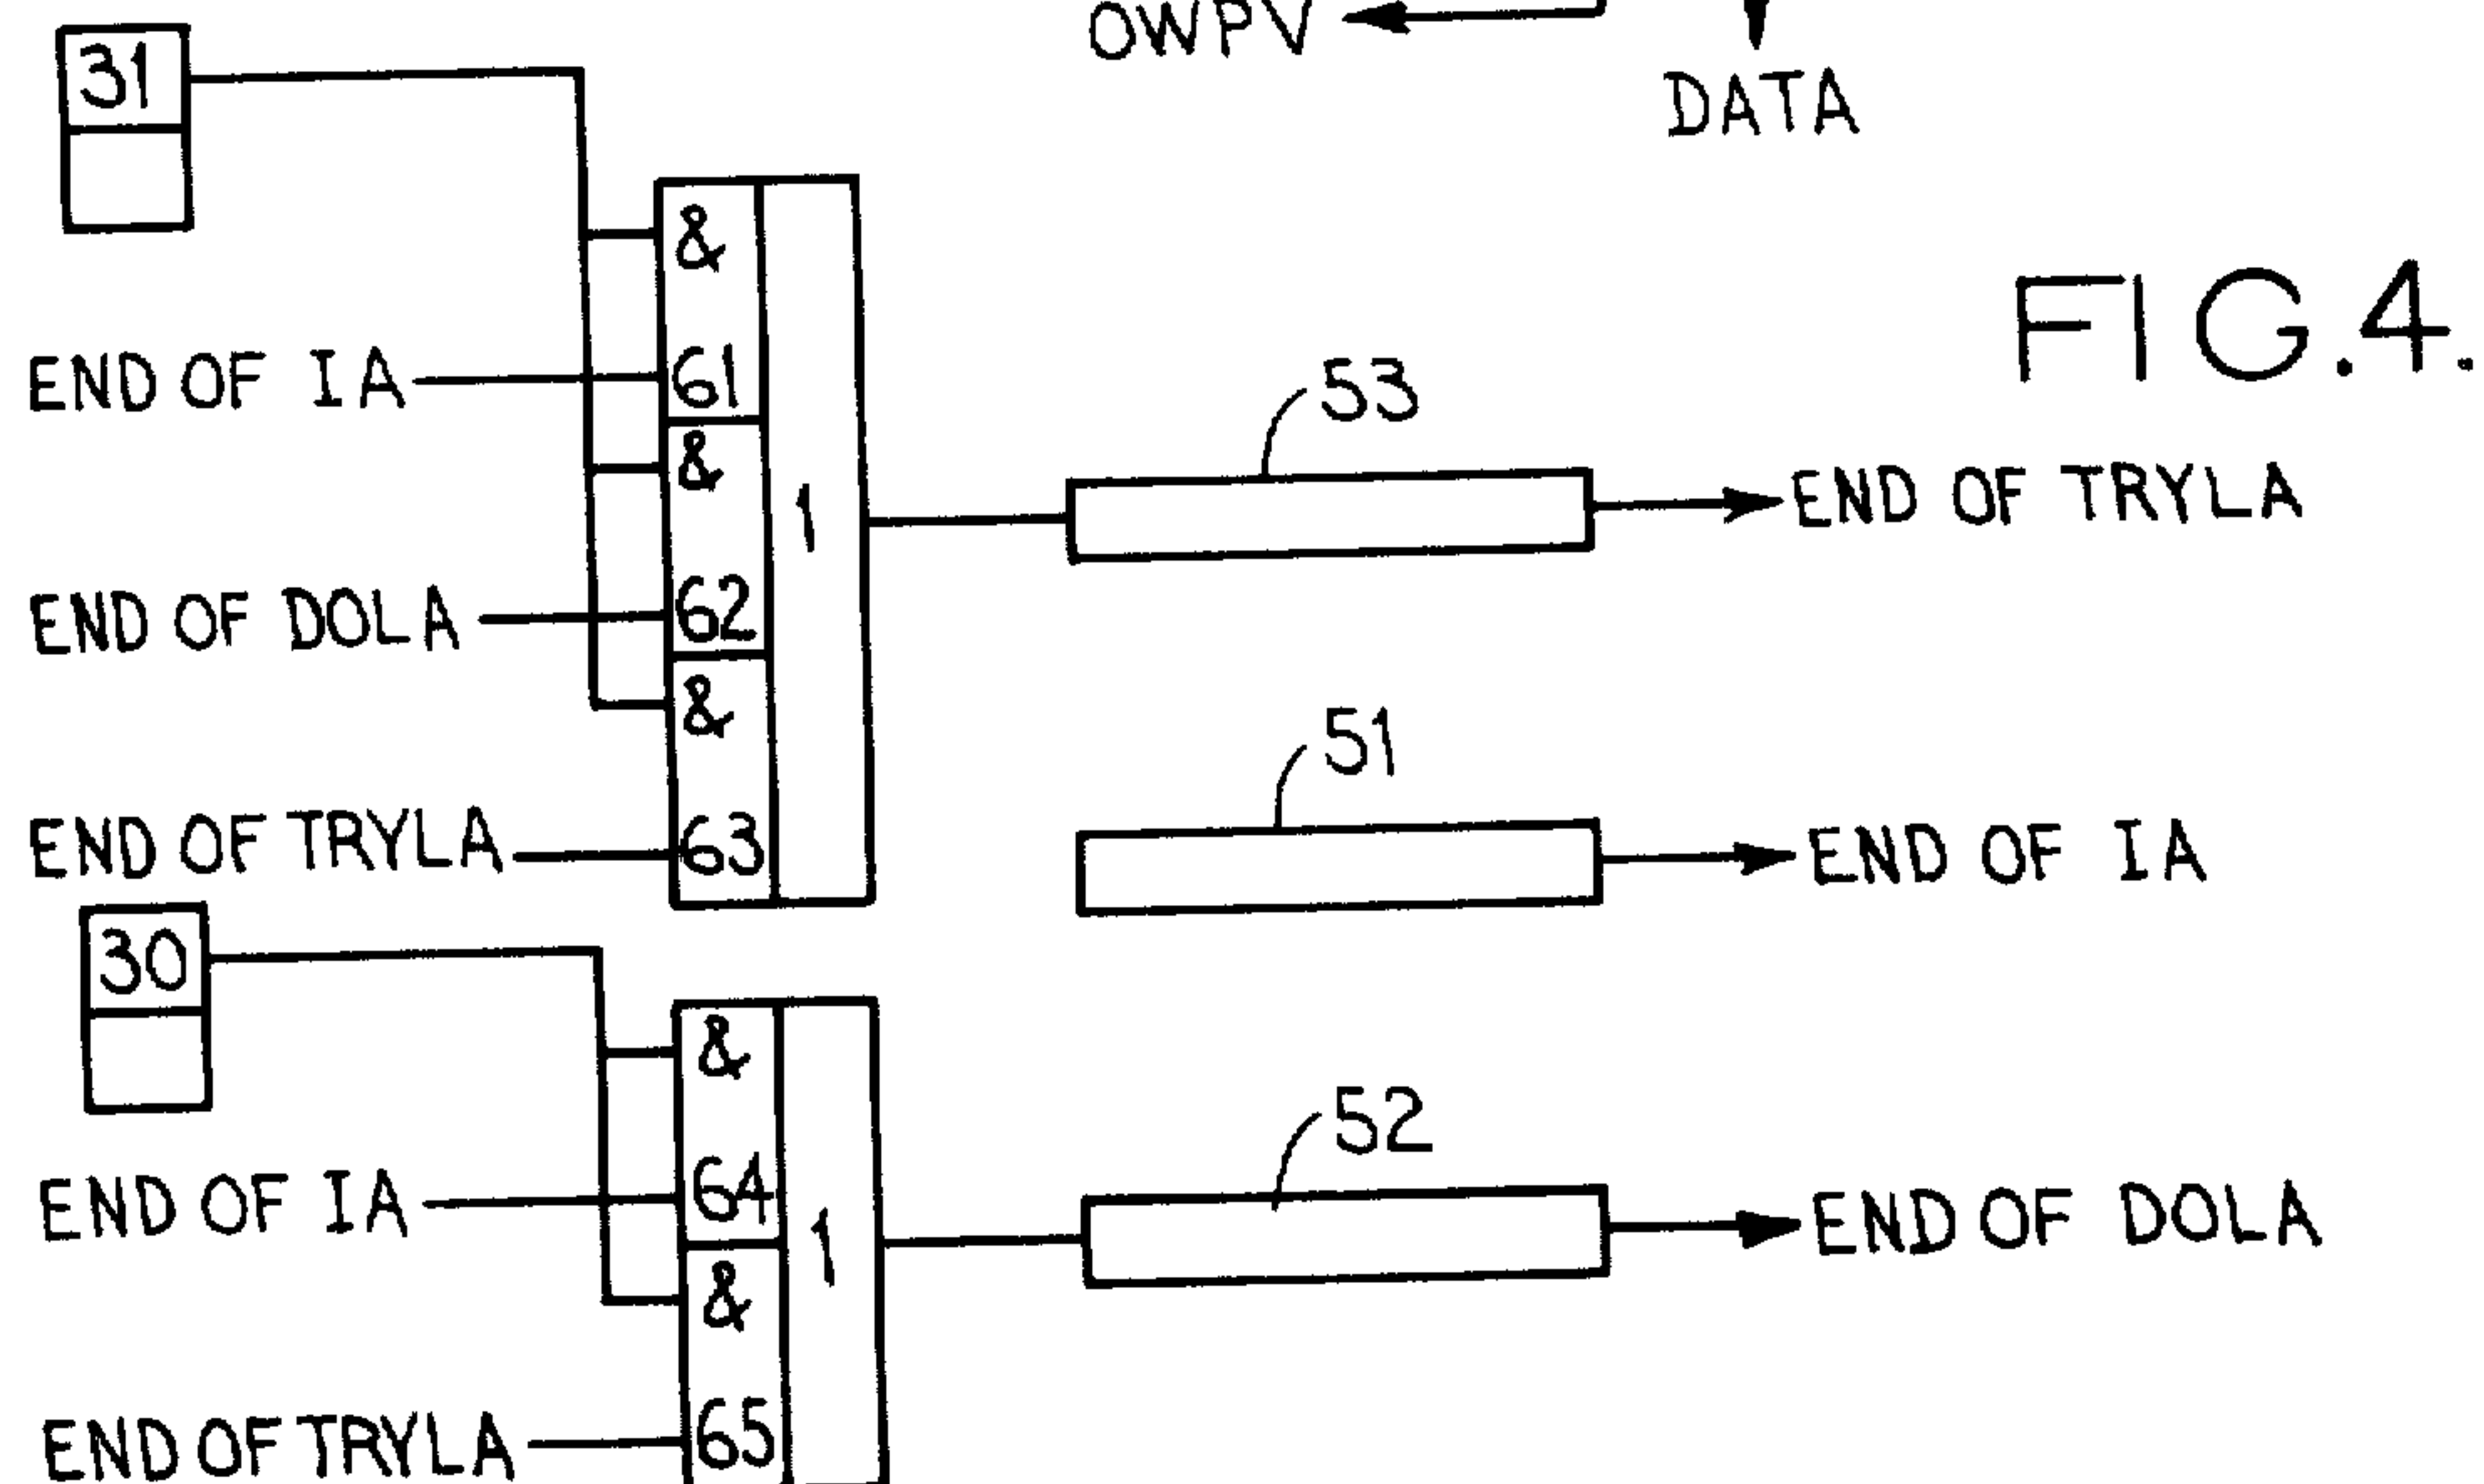 OWPV
31
DATA
&
FIG.4.
END OF IA
61
53
&
1
END OF TRYLA
END OF DOLA
62
&
51
END OF TRYLA
63
END OF IA
30
&
52
END OF IA
64
1
END OF DOLA
&
END OF TRYLA
65